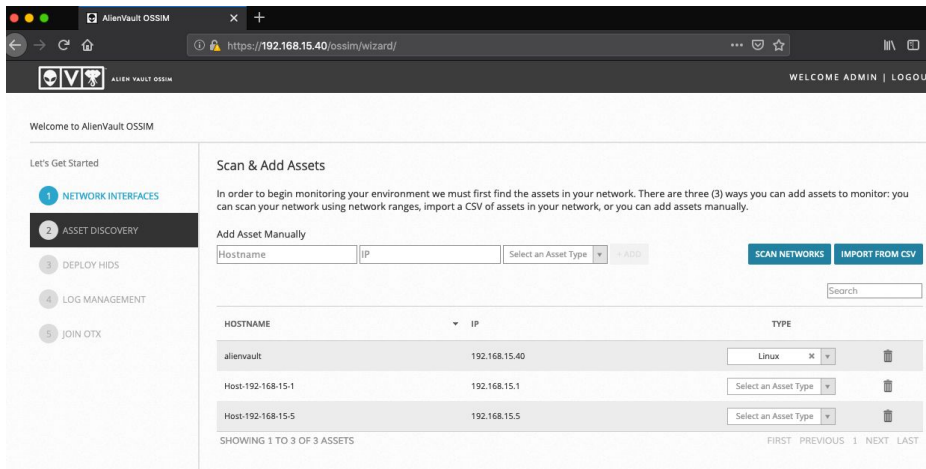 AlienVault OSSIM
https://192.168.15.40/ossim/wizard/
ALIEN VAULT OSSIM
WELCOME ADMIN | LOGOU
Welcome to AlienVault OSSIM
Let's Get Started
1 NETWORK INTERFACES
2 ASSET DISCOVERY
3 DEPLOY HIDS
4 LOG MANAGEMENT
5 JOIN OTX
Scan & Add Assets
In order to begin monitoring your environment we must first find the assets in your network. There are three (3) ways you can add assets to monitor: you
can scan your network using network ranges, import a CSV of assets in your network, or you can add assets manually.
Add Asset Manually
Hostname IP Select an Asset Type + ADD SCAN NETWORKS IMPORT FROM CSV
Search
HOSTNAME IP TYPE
alienvault 192.168.15.40 Linux
Host-192-168-15-1 192.168.15.1 Select an Asset Type
Host-192-168-15-5 192.168.15.5 Select an Asset Type
SHOWING 1 TO 3 OF 3 ASSETS FIRST PREVIOUS 1 NEXT LAST